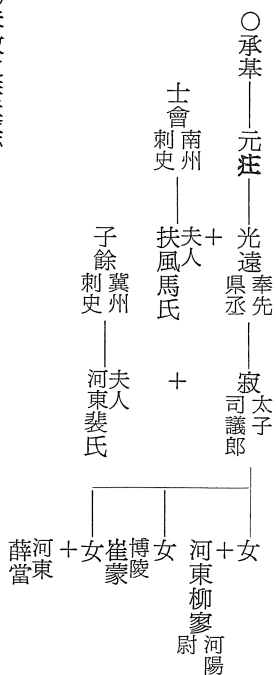 ○承基
元注
光遠 奉先県丞
寂 太子司議郎
士會 南州刺史
夫人扶風馬氏
＋
＋
子餘 冀州刺史
夫人河東裴氏
女
＋
河東柳寥 河陽尉
女
博陵崔蒙
女
＋
河東薛當